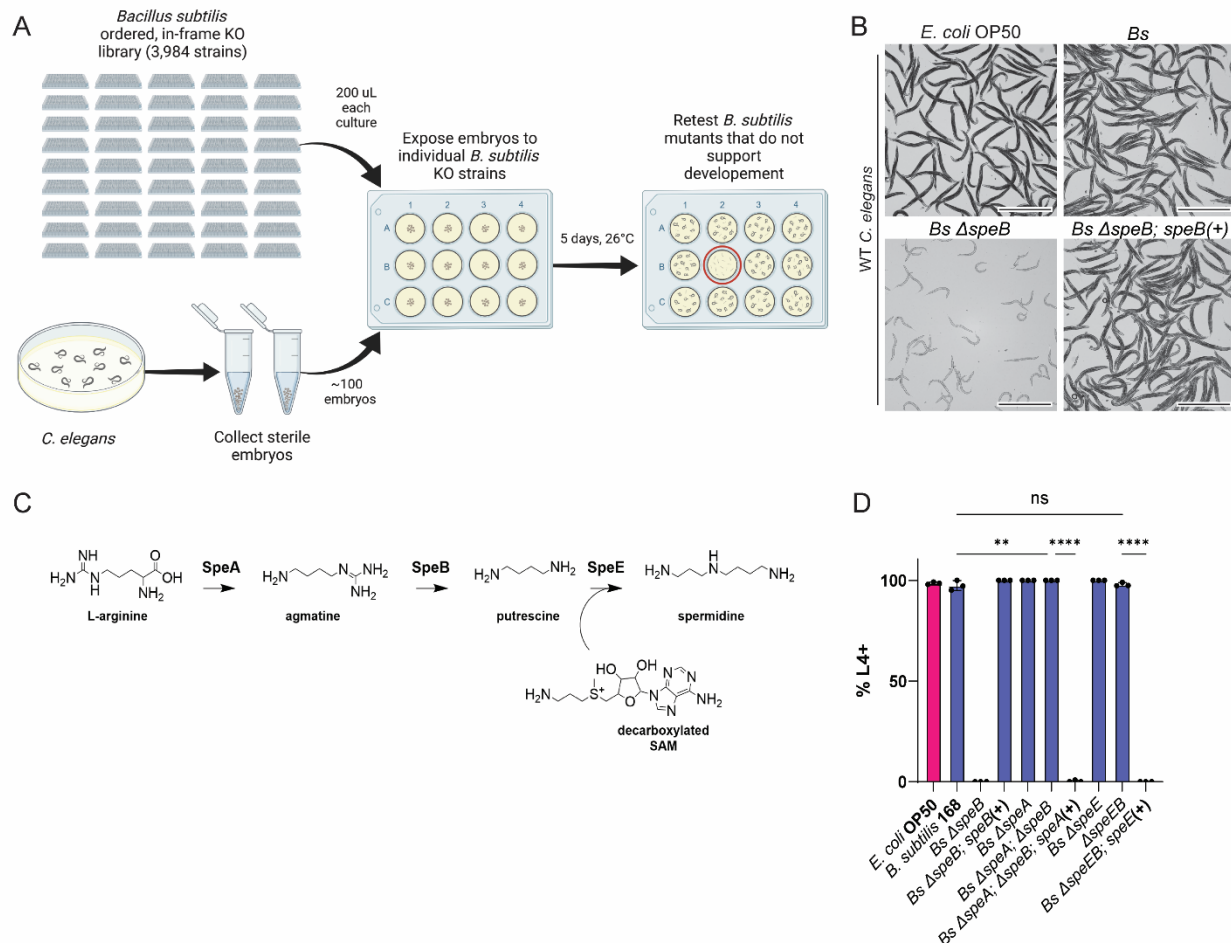 A
Bacillus subtilis
ordered, in-frame KO
library (3,984 strains)
200 uL
each
culture
Expose embryos to
individual B. subtilis
KO strains
1 2 3 4
A
B
C
5 days, 26°C
Retest B. subtilis
mutants that do not
support developement
1 2 3 4
A
B
C
C. elegans
Collect sterile
embryos
~100
embryos
B
E. coli OP50
Bs
WT C. elegans
Bs ΔspeB
Bs ΔspeB; speB(+)
C
NH
H2N
N
H
O
OH
NH2
L-arginine
SpeA
H2N
N
NH2
NH2
agmatine
SpeB
H2N
NH2
putrescine
SpeE
H2N
H
N
NH2
spermidine
H2N
S+
HO
OH
O
N
N
N
N
NH2
decarboxylated
SAM
D
ns
**
****
****
% L4+
100
50
0
E. coli OP50
B. subtilis 168
Bs ΔspeB
Bs ΔspeB; speB(+)
Bs ΔspeA
Bs ΔspeA; ΔspeB
Bs ΔspeA; ΔspeB; speA(+)
Bs ΔspeE
ΔspeEB
Bs ΔspeEB; speE(+)